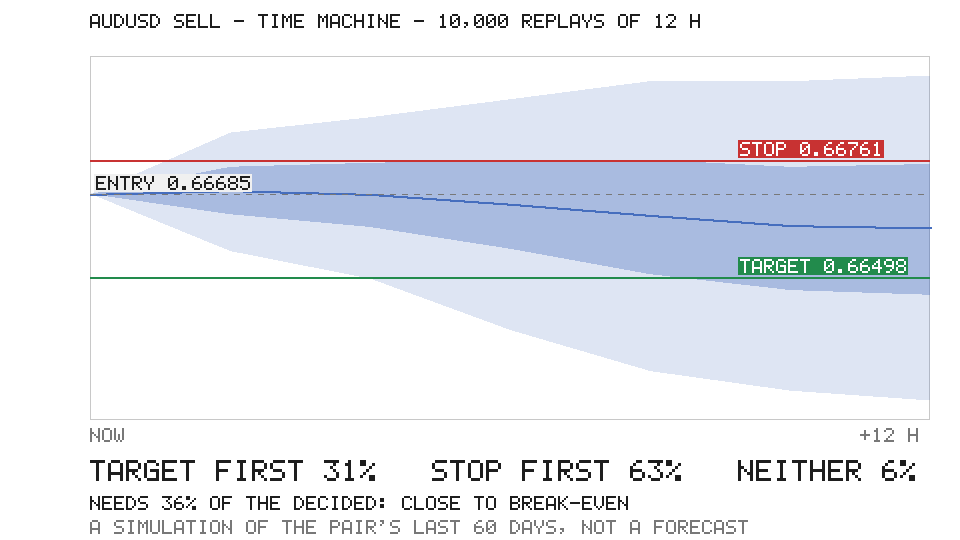 AUDUSD SELL – TIME MACHINE – 10,000 REPLAYS OF 12 H
STOP 0.66761
ENTRY 0.66685
TARGET 0.66498
NOW +12 H
TARGET FIRST 31% STOP FIRST 63% NEITHER 6%
NEEDS 36% OF THE DECIDED: CLOSE TO BREAK-EVEN
A SIMULATION OF THE PAIR'S LAST 60 DAYS, NOT A FORECAST